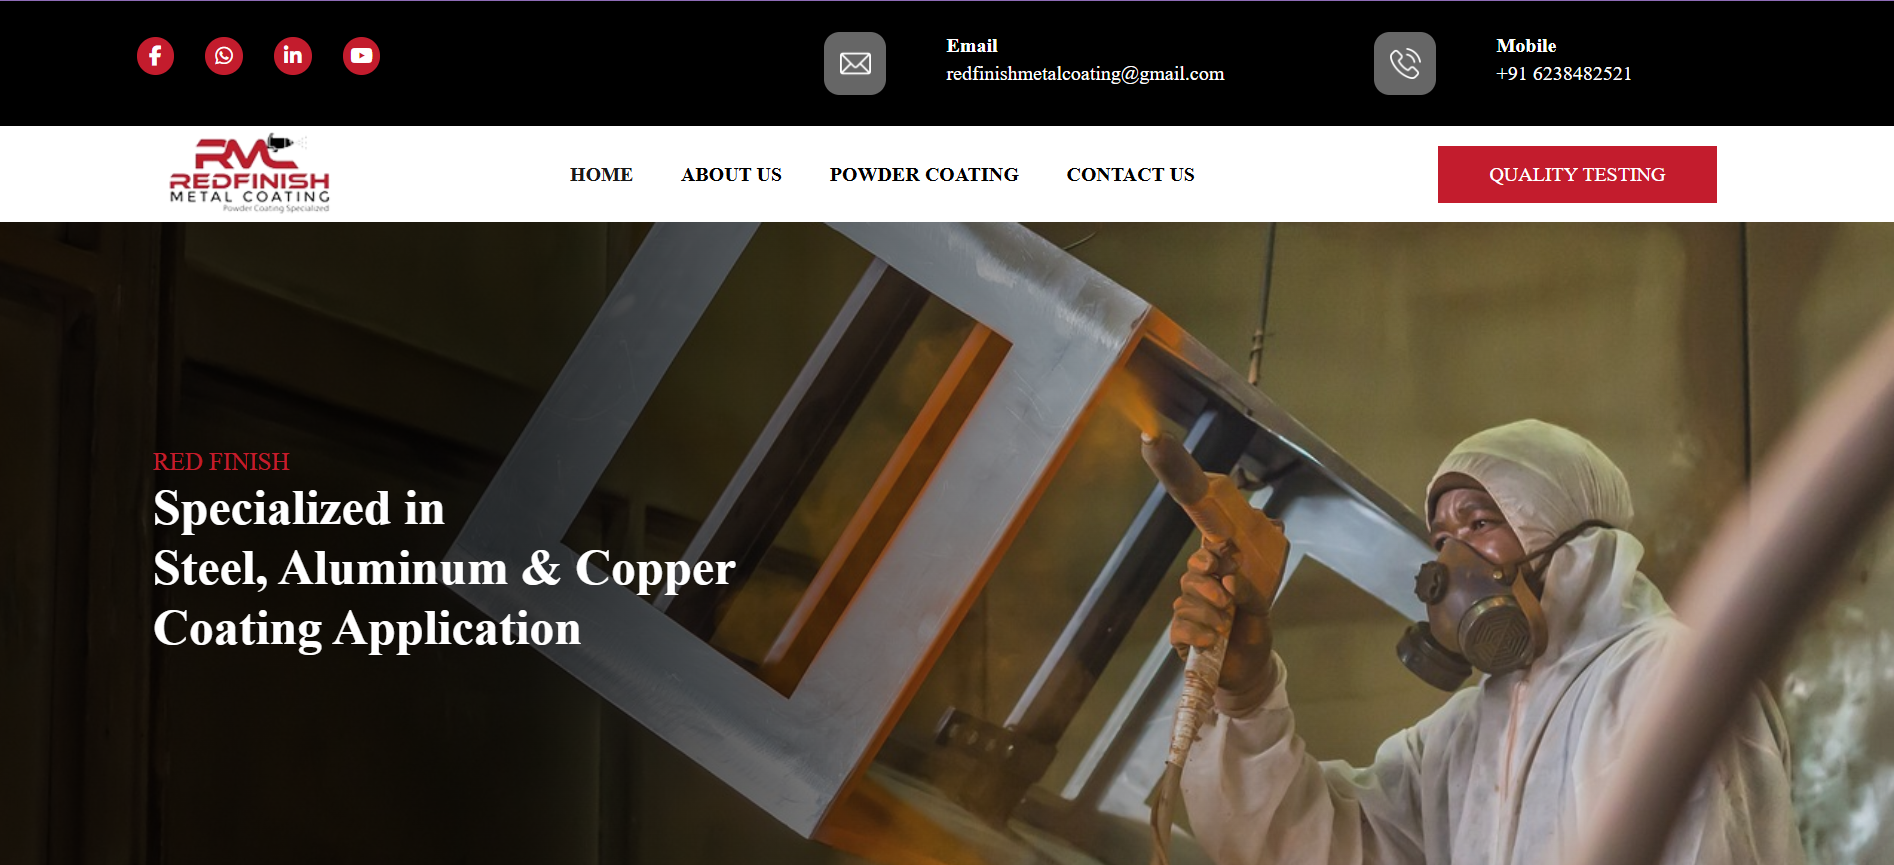 Email
redfinishmetalcoating@gmail.com
Mobile
+91 6238482521
RMC
REDFINISH
METAL COATING
Powder Coating Specialized
HOME
ABOUT US
POWDER COATING
CONTACT US
QUALITY TESTING
RED FINISH
Specialized in
Steel, Aluminum & Copper
Coating Application